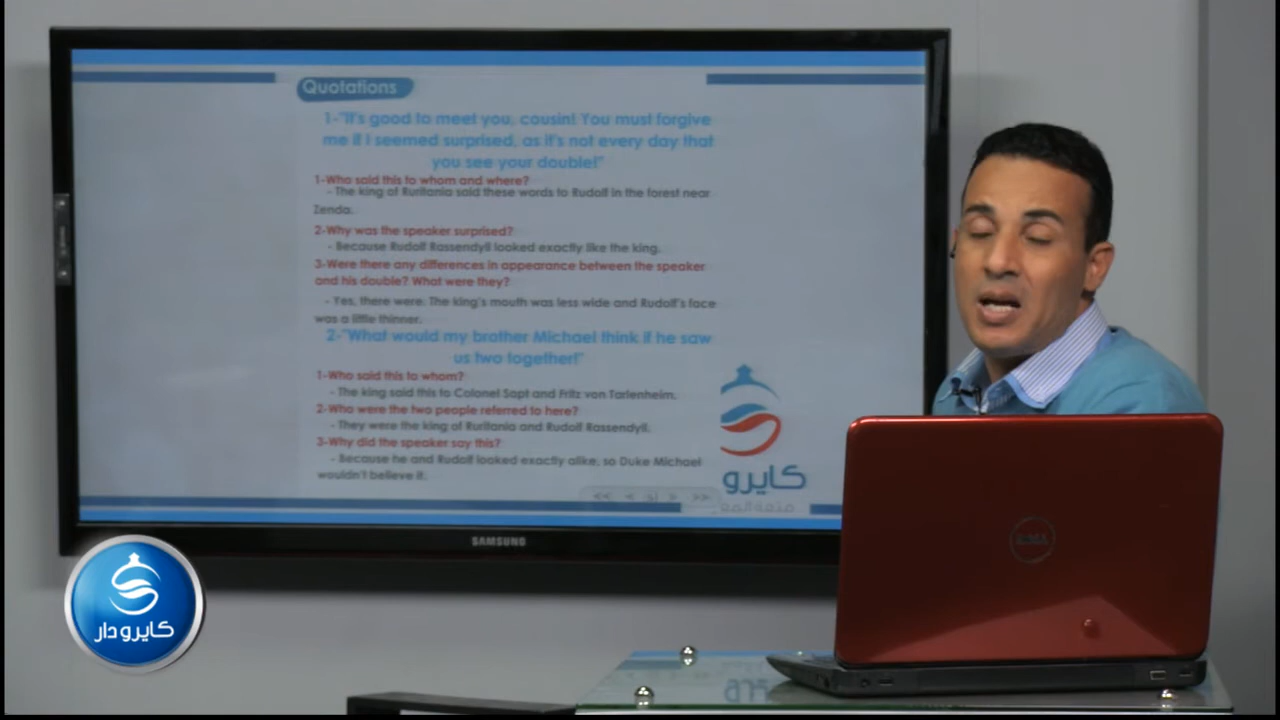 Quotations
1-"It's good to meet you, cousin! You must forgive
me if I seemed surprised, as it's not every day that
you see your double!"
1-Who said this to whom and where?
- The king of Ruritania said these words to Rudolf in the forest near
Zenda.
2-Why was the speaker surprised?
- Because Rudolf Rassendyll looked exactly like the king.
3-Were there any differences in appearance between the speaker
and his double? What were they?
- Yes, there were. The king's mouth was less wide and Rudolf's face
was a little thinner.
2-"What would my brother Michael think if he saw
us two together!"
1-Who said this to whom?
- The king said this to Colonel Sapt and Fritz von Tarlenheim.
2-Who were the two people referred to here?
- They were the king of Ruritania and Rudolf Rassendyll.
3-Why did the speaker say this?
- Because he and Rudolf looked exactly alike, so Duke Michael
wouldn't believe it.
كايرو
<< < > >>
SAMSUNG
DELL
كايرو دار